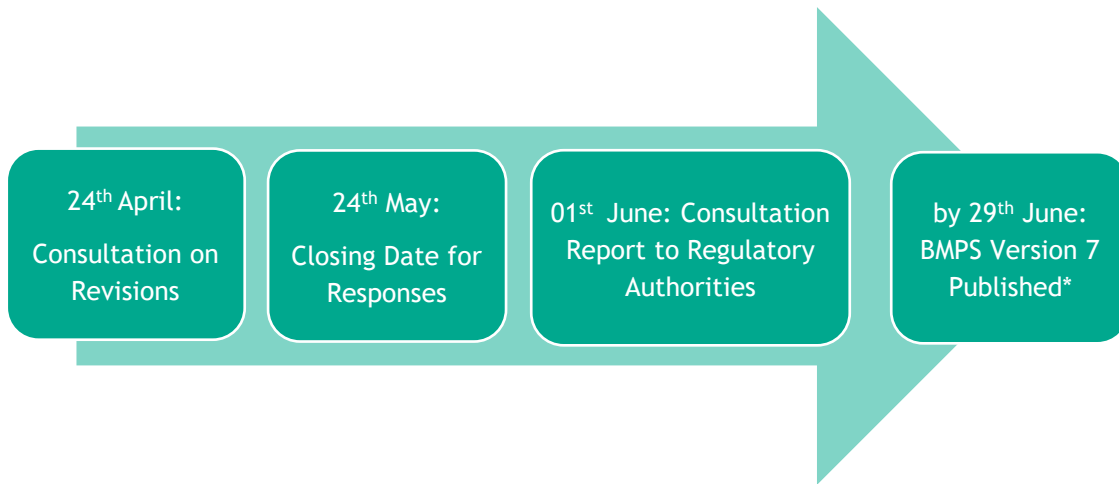 24th April:
Consultation on
Revisions
24th May:
Closing Date for
Responses
01st June: Consultation
Report to Regulatory
Authorities
by 29th June:
BMPS Version 7
Published*